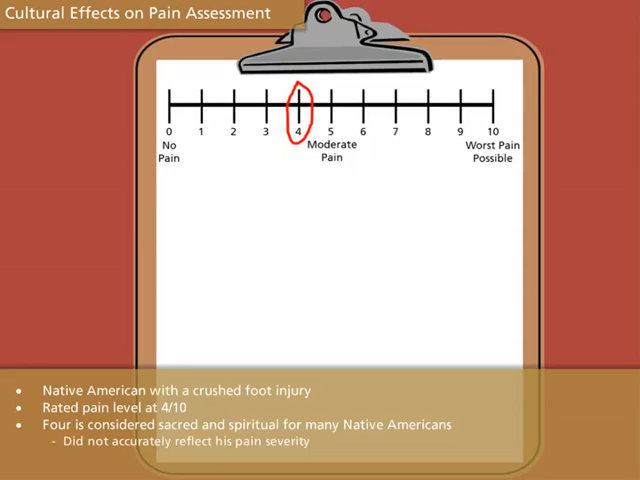 Cultural Effects on Pain Assessment
0 1 2 3 4 5 6 7 8 9 10
No Pain
Moderate Pain
Worst Pain Possible
• Native American with a crushed foot injury
• Rated pain level at 4/10
• Four is considered sacred and spiritual for many Native Americans
- Did not accurately reflect his pain severity